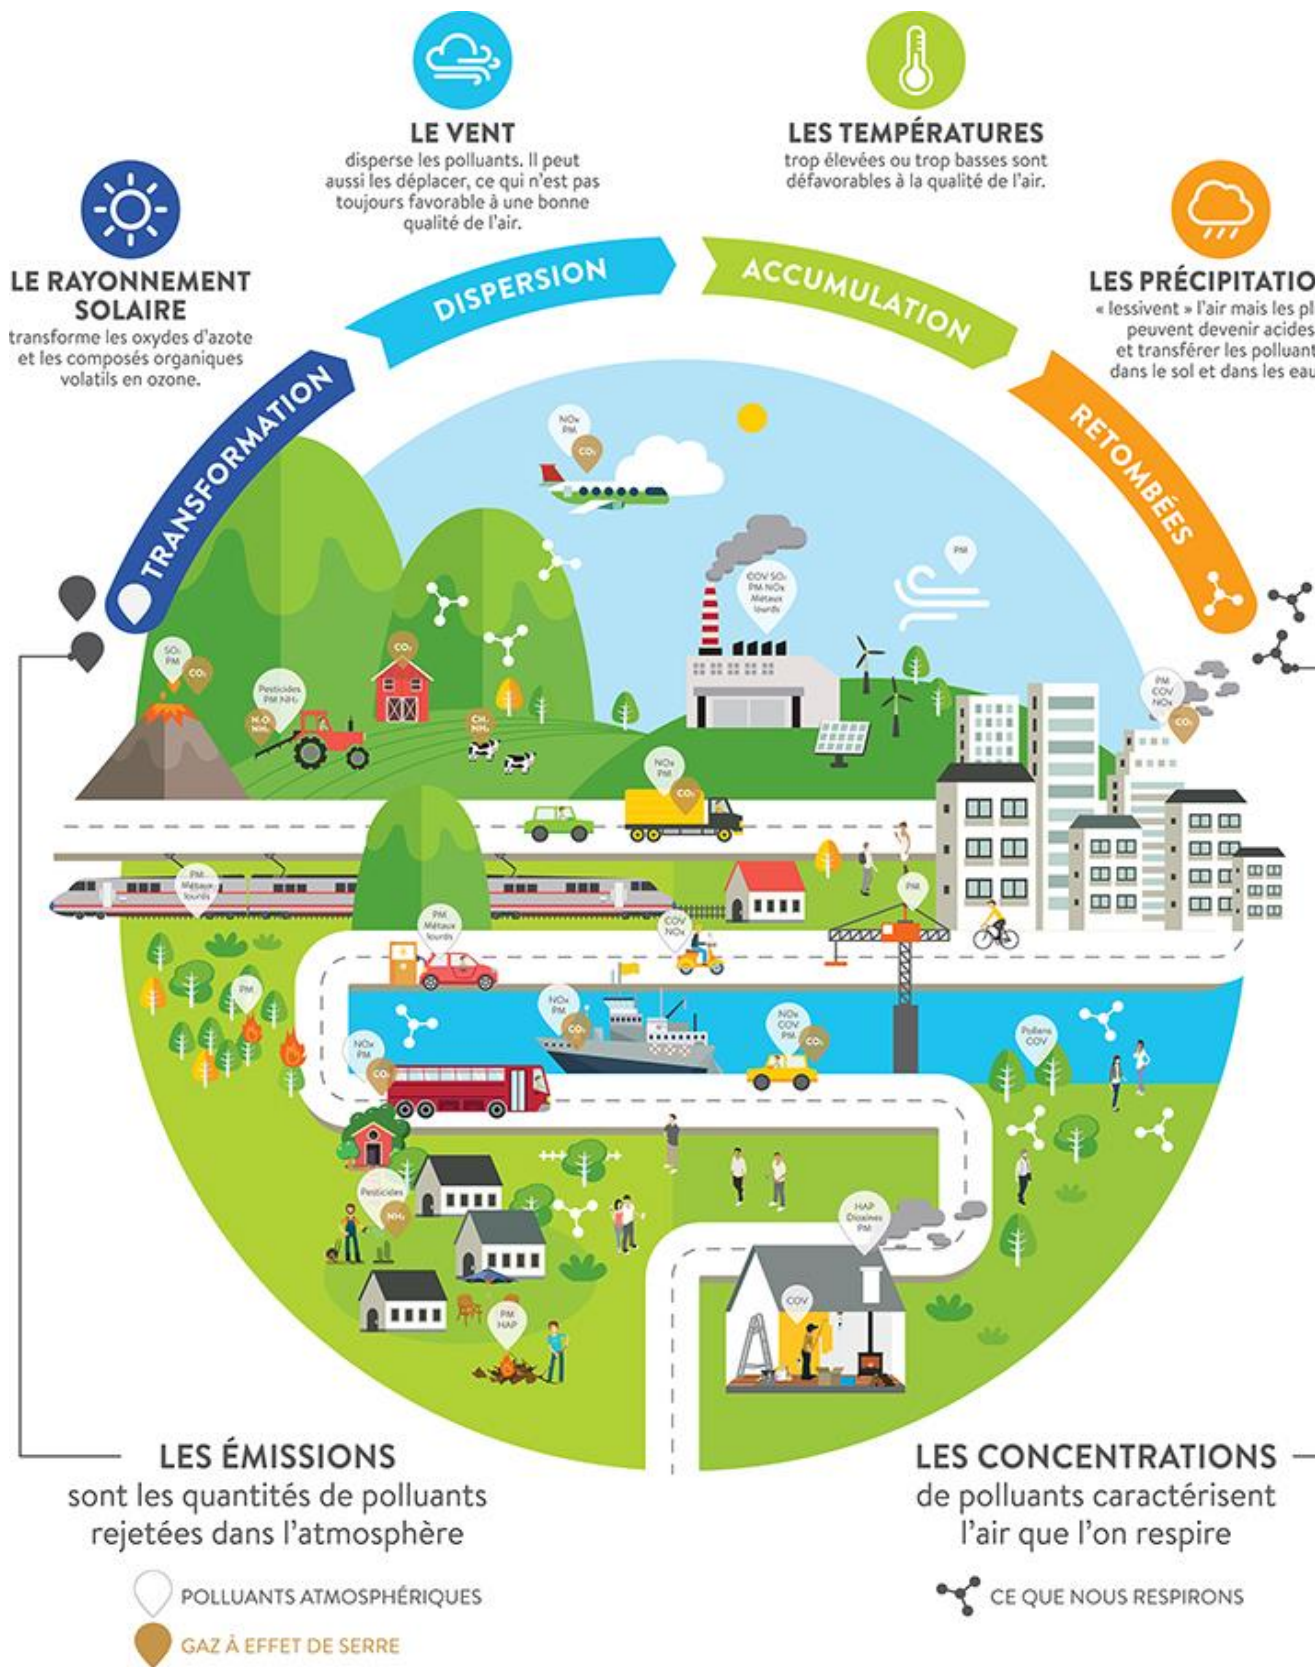 LE VENT
disperse les polluants. Il peut
aussi les déplacer, ce qui n'est pas
toujours favorable à une bonne
qualité de l'air.
LES TEMPÉRATURES
trop élevées ou trop basses sont
défavorables à la qualité de l'air.
LE RAYONNEMENT
SOLAIRE
transforme les oxydes d'azote
et les composés organiques
volatils en ozone.
LES PRÉCIPITATIO
« lessivent » l'air mais les pl
peuvent devenir acides
et transférer les polluant
dans le sol et dans les eau
TRANSFORMATION
DISPERSION
ACCUMULATION
RETOMBÉES
NOx
PM
CO₂
COV SO₂
PM NOx
Métaux
lourds
PM
SO₂
PM
CO₂
Pesticides
PM NH₃
N₂O
NH₃
CO₂
CH₄
NH₃
NOx
PM
CO₂
PM
COV
NOx
CO₂
PM
Métaux
lourds
PM
Métaux
lourds
COV
NOx
PM
PM
NOx
PM
CO₂
NOx
PM
CO₂
NOx
COV
PM
CO₂
Pollens
COV
Pesticides
NH₃
PM
HAP
HAP
Dioxines
PM
COV
LES ÉMISSIONS
sont les quantités de polluants
rejetées dans l'atmosphère
POLLUANTS ATMOSPHÉRIQUES
GAZ À EFFET DE SERRE
LES CONCENTRATIONS
de polluants caractérisent
l'air que l'on respire
CE QUE NOUS RESPIRONS